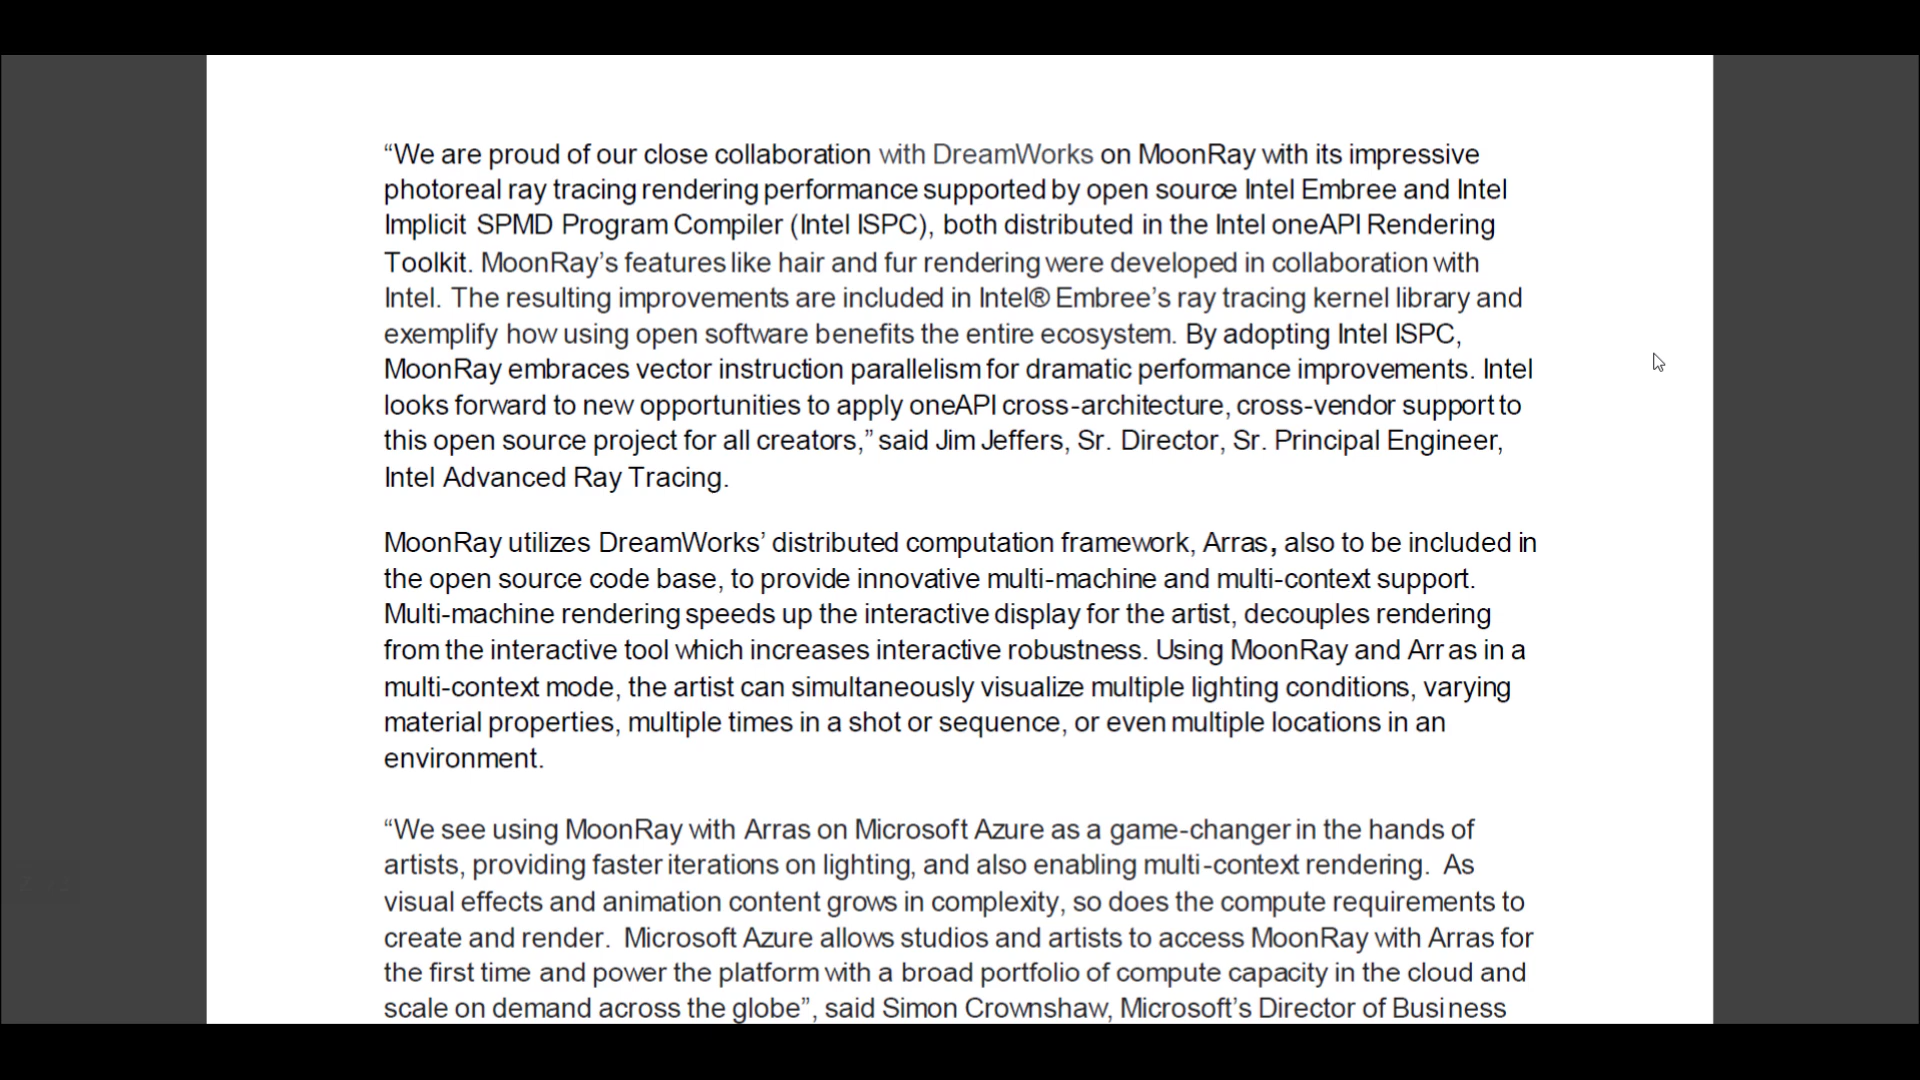 “We are proud of our close collaboration with DreamWorks on MoonRay with its impressive
photoreal ray tracing rendering performance supported by open source Intel Embree and Intel
Implicit SPMD Program Compiler (Intel ISPC), both distributed in the Intel oneAPI Rendering
Toolkit. MoonRay’s features like hair and fur rendering were developed in collaboration with
Intel. The resulting improvements are included in Intel® Embree’s ray tracing kernel library and
exemplify how using open software benefits the entire ecosystem. By adopting Intel ISPC,
MoonRay embraces vector instruction parallelism for dramatic performance improvements. Intel
looks forward to new opportunities to apply oneAPI cross-architecture, cross-vendor support to
this open source project for all creators,” said Jim Jeffers, Sr. Director, Sr. Principal Engineer,
Intel Advanced Ray Tracing.
MoonRay utilizes DreamWorks’ distributed computation framework, Arras, also to be included in
the open source code base, to provide innovative multi-machine and multi-context support.
Multi-machine rendering speeds up the interactive display for the artist, decouples rendering
from the interactive tool which increases interactive robustness. Using MoonRay and Arras in a
multi-context mode, the artist can simultaneously visualize multiple lighting conditions, varying
material properties, multiple times in a shot or sequence, or even multiple locations in an
environment.
“We see using MoonRay with Arras on Microsoft Azure as a game-changer in the hands of
artists, providing faster iterations on lighting, and also enabling multi-context rendering. As
visual effects and animation content grows in complexity, so does the compute requirements to
create and render. Microsoft Azure allows studios and artists to access MoonRay with Arras for
the first time and power the platform with a broad portfolio of compute capacity in the cloud and
scale on demand across the globe”, said Simon Crownshaw, Microsoft’s Director of Business